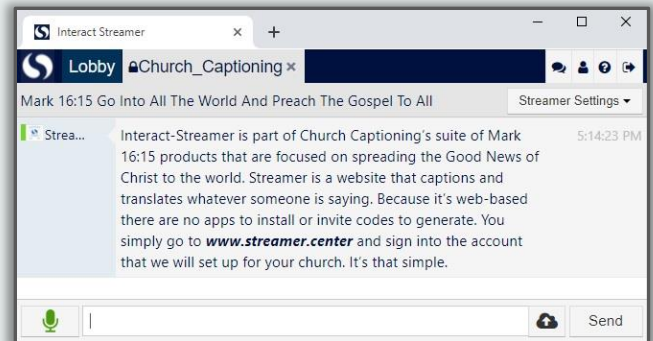 Interact Streamer
Lobby
Church_Captioning
Mark 16:15 Go Into All The World And Preach The Gospel To All
Streamer Settings
Strea...
Interact-Streamer is part of Church Captioning's suite of Mark
16:15 products that are focused on spreading the Good News of
Christ to the world. Streamer is a website that captions and
translates whatever someone is saying. Because it's web-based
there are no apps to install or invite codes to generate. You
simply go to www.streamer.center and sign into the account
that we will set up for your church. It's that simple.
5:14:23 PM
Send